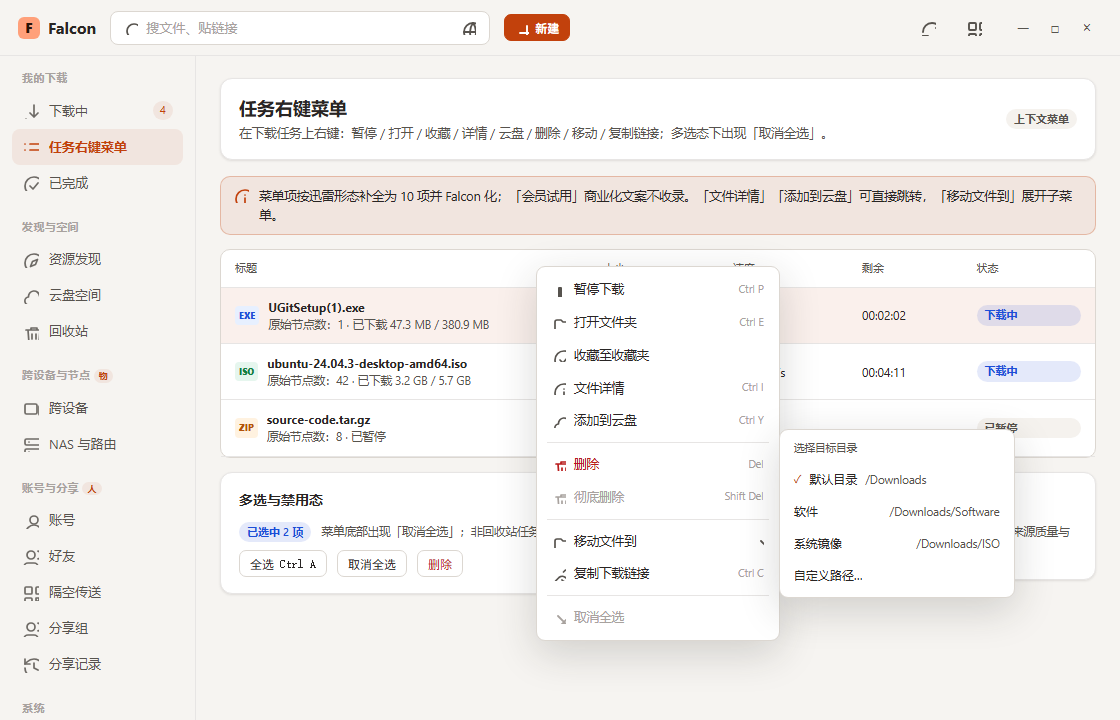 F Falcon
搜文件、贴链接
新建
我的下载
下载中 4
任务右键菜单
已完成
发现与空间
资源发现
云盘空间
回收站
跨设备与节点 物
跨设备
NAS 与路由
账号与分享 人
账号
好友
隔空传送
分享组
分享记录
系统
任务右键菜单
在下载任务上右键：暂停 / 打开 / 收藏 / 详情 / 云盘 / 删除 / 移动 / 复制链接；多选态下出现「取消全选」。
上下文菜单
菜单项按迅雷形态补全为 10 项并 Falcon 化；「会员试用」商业化文案不收录。「文件详情」「添加到云盘」可直接跳转，「移动文件到」展开子菜
单。
标题 剩余 状态
EXE UGitSetup(1).exe
原始节点数：1 · 已下载 47.3 MB / 380.9 MB
00:02:02 下载中
ISO ubuntu-24.04.3-desktop-amd64.iso
原始节点数：42 · 已下载 3.2 GB / 5.7 GB
s 00:04:11 下载中
ZIP source-code.tar.gz
原始节点数：8 · 已暂停
已暂停
多选与禁用态
已选中 2 项 菜单底部出现「取消全选」；非回收站任务
来源质量与
全选 Ctrl A 取消全选 删除
暂停下载 Ctrl P
打开文件夹 Ctrl E
收藏至收藏夹
文件详情 Ctrl I
添加到云盘 Ctrl Y
删除 Del
彻底删除 Shift Del
移动文件到
复制下载链接 Ctrl C
取消全选
选择目标目录
✓ 默认目录 /Downloads
软件 /Downloads/Software
系统镜像 /Downloads/ISO
自定义路径...